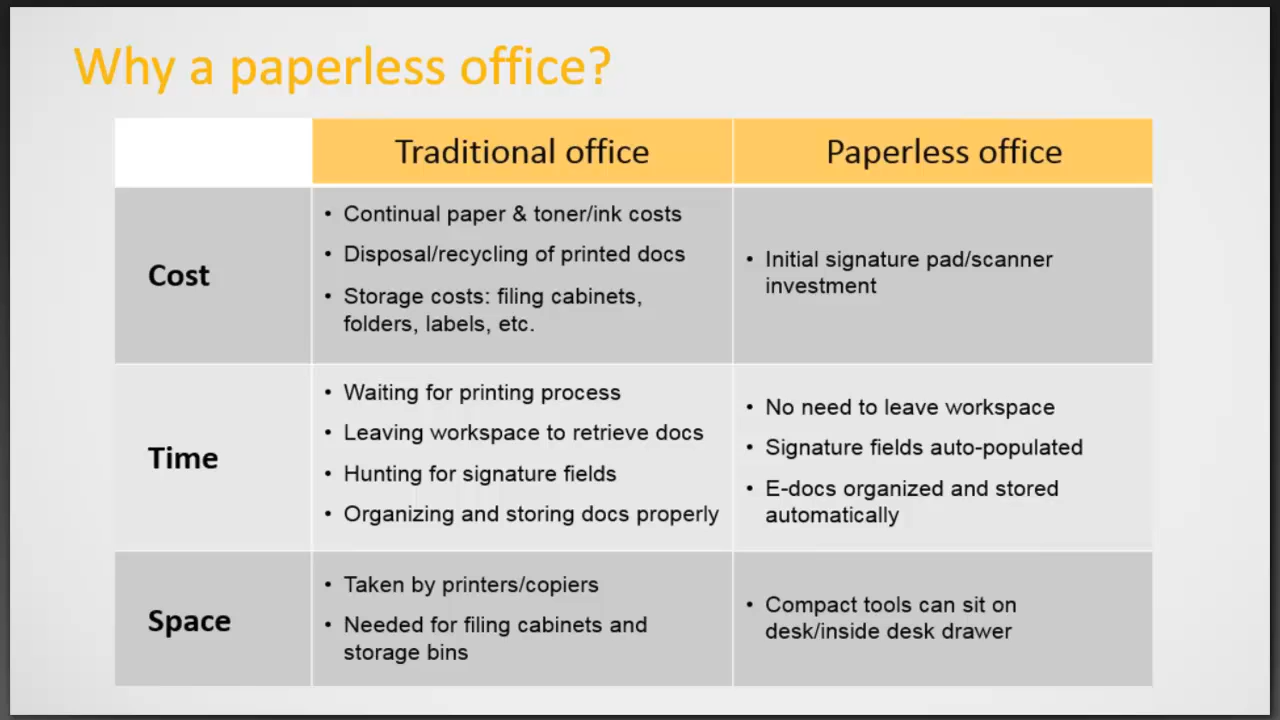 Why a paperless office?
Traditional office
Paperless office
Cost
• Continual paper & toner/ink costs
• Disposal/recycling of printed docs
• Storage costs: filing cabinets,
folders, labels, etc.
• Initial signature pad/scanner
investment
Time
• Waiting for printing process
• Leaving workspace to retrieve docs
• Hunting for signature fields
• Organizing and storing docs properly
• No need to leave workspace
• Signature fields auto-populated
• E-docs organized and stored
automatically
Space
• Taken by printers/copiers
• Needed for filing cabinets and
storage bins
• Compact tools can sit on
desk/inside desk drawer